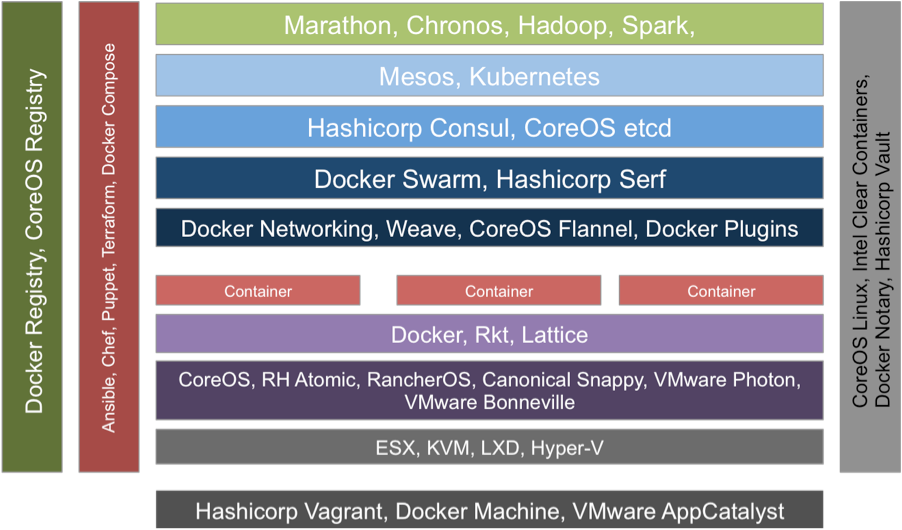 Docker Registry, CoreOS Registry
Ansible, Chef, Puppet, Terraform, Docker Compose
Marathon, Chronos, Hadoop, Spark,
Mesos, Kubernetes
Hashicorp Consul, CoreOS etcd
Docker Swarm, Hashicorp Serf
Docker Networking, Weave, CoreOS Flannel, Docker Plugins
Container
Container
Container
Docker, Rkt, Lattice
CoreOS, RH Atomic, RancherOS, Canonical Snappy, VMware Photon,
VMware Bonneville
ESX, KVM, LXD, Hyper-V
Hashicorp Vagrant, Docker Machine, VMware AppCatalyst
CoreOS Linux, Intel Clear Containers,
Docker Notary, Hashicorp Vault